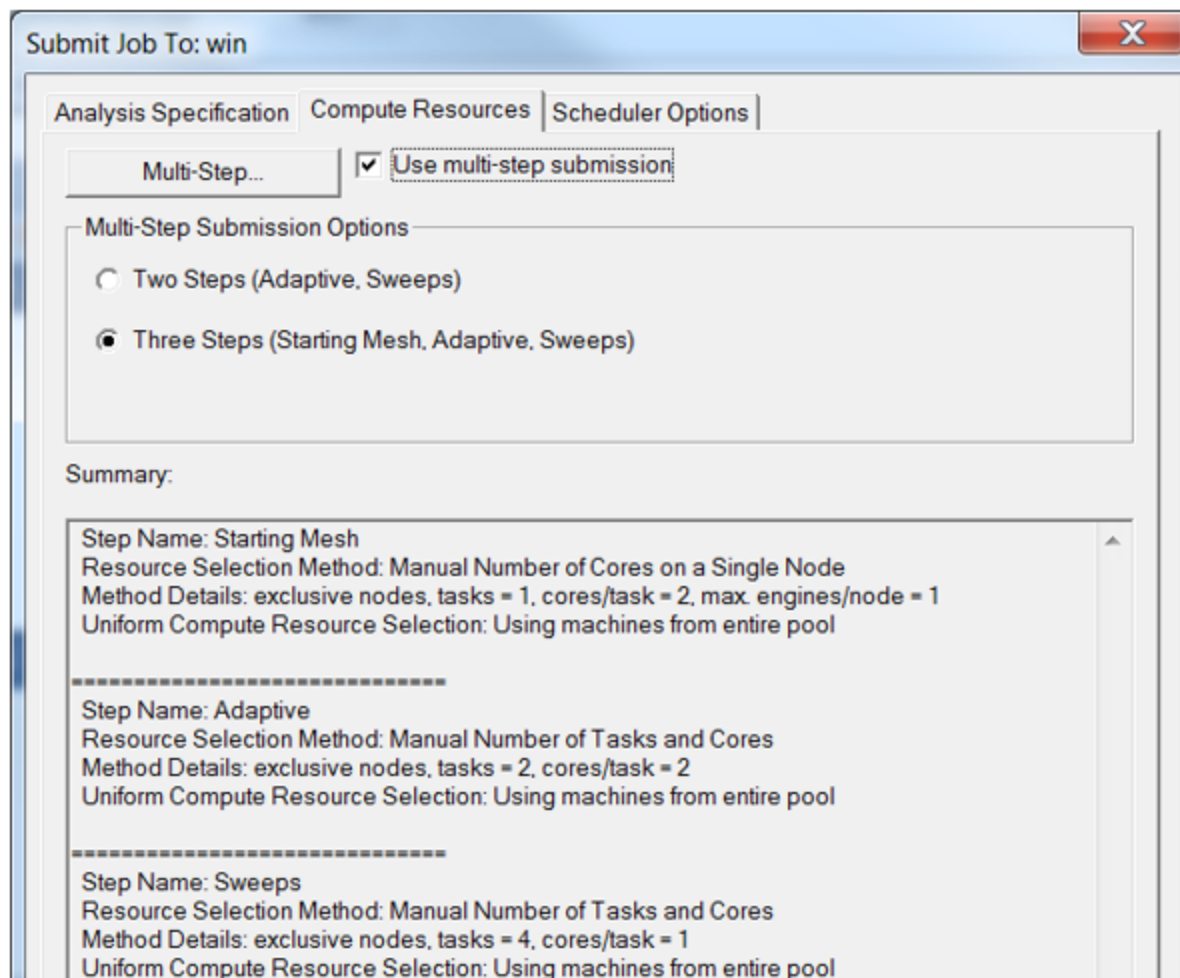 Submit Job To: win
Analysis Specification Compute Resources Scheduler Options
Multi-Step... Use multi-step submission
Multi-Step Submission Options
Two Steps (Adaptive, Sweeps)
Three Steps (Starting Mesh, Adaptive, Sweeps)
Summary:
Step Name: Starting Mesh
Resource Selection Method: Manual Number of Cores on a Single Node
Method Details: exclusive nodes, tasks = 1, cores/task = 2, max. engines/node = 1
Uniform Compute Resource Selection: Using machines from entire pool
==============================
Step Name: Adaptive
Resource Selection Method: Manual Number of Tasks and Cores
Method Details: exclusive nodes, tasks = 2, cores/task = 2
Uniform Compute Resource Selection: Using machines from entire pool
==============================
Step Name: Sweeps
Resource Selection Method: Manual Number of Tasks and Cores
Method Details: exclusive nodes, tasks = 4, cores/task = 1
Uniform Compute Resource Selection: Using machines from entire pool